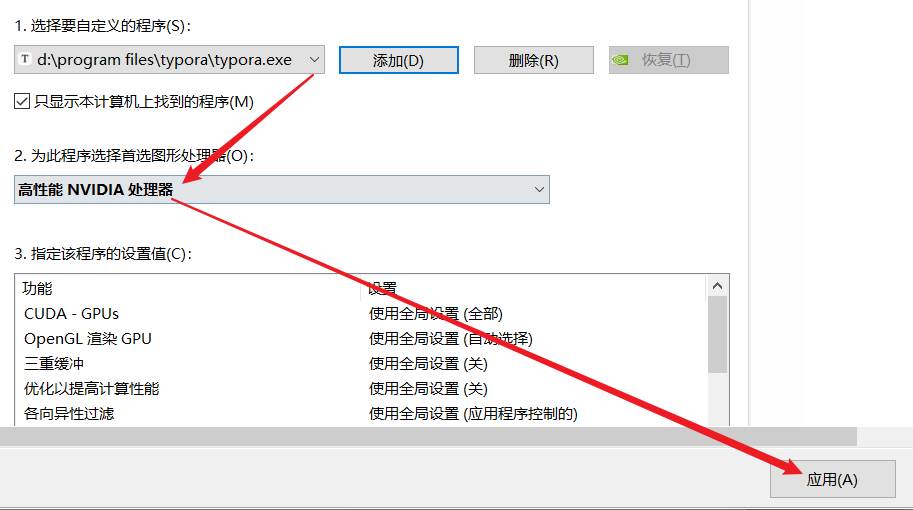 1. 选择要自定义的程序(S):
T d:\program files\typora\typora.exe 添加(D) 删除(R) 恢复(T)
只显示本计算机上找到的程序(M)
2. 为此程序选择首选图形处理器(O):
高性能 NVIDIA 处理器
3. 指定该程序的设置值(C):
功能 设置
CUDA - GPUs 使用全局设置 (全部)
OpenGL 渲染 GPU 使用全局设置 (自动选择)
三重缓冲 使用全局设置 (关)
优化以提高计算性能 使用全局设置 (关)
各向异性过滤 使用全局设置 (应用程序控制的)
应用(A)